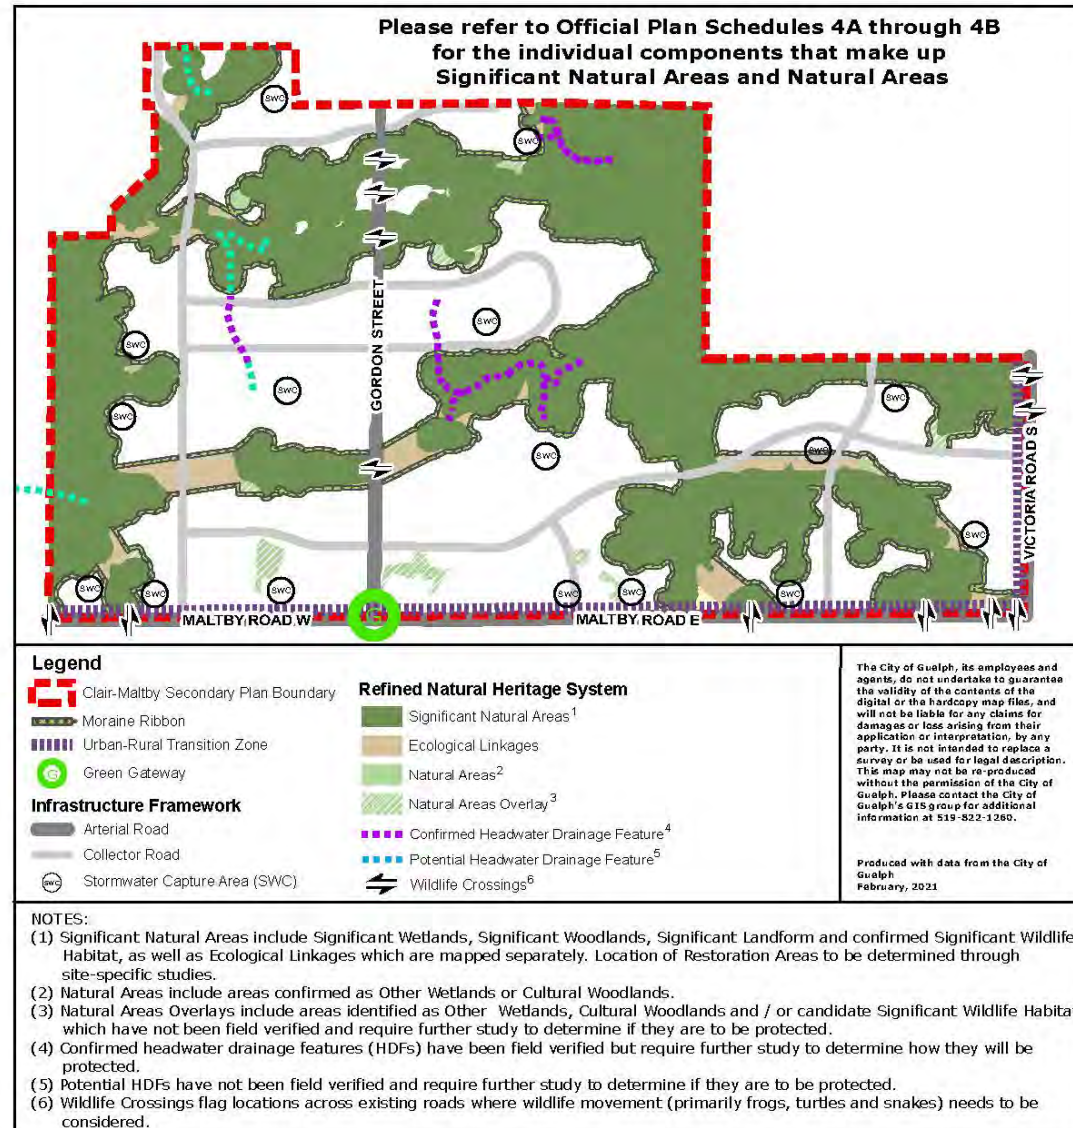 Please refer to Official Plan Schedules 4A through 4B
for the individual components that make up
Significant Natural Areas and Natural Areas
SWC
SWC
GORDON STREET
SWC
SWC
SWC
SWC
SWC
SWC
SWC
SWC
VICTORIA ROAD S
SWC
SWC
SWC
SWC
SWC
SWC
SWC
MALTBY ROAD W
G
MALTBY ROAD E
Legend
Clair-Maltby Secondary Plan Boundary
Moraine Ribbon
Urban-Rural Transition Zone
G
Green Gateway
Infrastructure Framework
Arterial Road
Collector Road
SWC
Stormwater Capture Area (SWC)
Refined Natural Heritage System
Significant Natural Areas1
Ecological Linkages
Natural Areas2
Natural Areas Overlay3
Confirmed Headwater Drainage Feature4
Potential Headwater Drainage Feature5
Wildlife Crossings6
The City of Guelph, its employees and
agents, do not undertake to guarantee
the validity of the contents of the
digital or the hardcopy map files, and
will not be liable for any claims for
damages or loss arising from their
application or interpretation, by any
party. It is not intended to replace a
survey or be used for legal description.
This map may not be re-produced
without the permission of the City of
Guelph. Please contact the City of
Guelph's GIS group for additional
information at 519-822-1260.
Produced with data from the City of
Guelph
February, 2021
NOTES:
(1) Significant Natural Areas include Significant Wetlands, Significant Woodlands, Significant Landform and confirmed Significant Wildlife
Habitat, as well as Ecological Linkages which are mapped separately. Location of Restoration Areas to be determined through
site-specific studies.
(2) Natural Areas include areas confirmed as Other Wetlands or Cultural Woodlands.
(3) Natural Areas Overlays include areas identified as Other Wetlands, Cultural Woodlands and / or candidate Significant Wildlife Habita
which have not been field verified and require further study to determine if they are to be protected.
(4) Confirmed headwater drainage features (HDFs) have been field verified but require further study to determine how they will be
protected.
(5) Potential HDFs have not been field verified and require further study to determine if they are to be protected.
(6) Wildlife Crossings flag locations across existing roads where wildlife movement (primarily frogs, turtles and snakes) needs to be
considered.